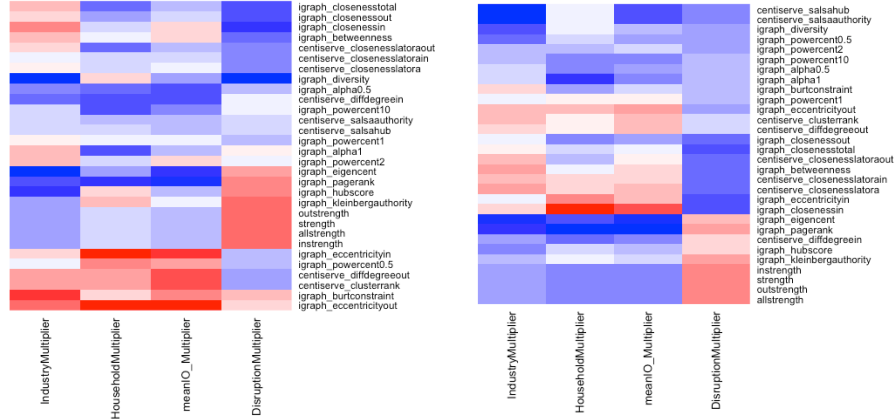 igraph_closenesstotal
igraph_closenessout
igraph_closenessin
igraph_betweenness
centiserve_closenesslatoraout
centiserve_closenesslatorain
centiserve_closenesslatora
igraph_diversity
igraph_alpha0.5
centiserve_diffdegreein
igraph_powercent10
centiserve_salsaauthority
centiserve_salsahub
igraph_powercent1
igraph_alpha1
igraph_powercent2
igraph_eigencent
igraph_pagerank
igraph_hubscore
igraph_kleinbergauthority
outstrength
strength
allstrength
instrength
igraph_eccentricityin
igraph_powercent0.5
centiserve_diffdegreeout
centiserve_clusterrank
igraph_burtconstraint
igraph_eccentricityout
IndustryMultiplier
HouseholdMultiplier
meanIO_Multiplier
DisruptionMultiplier
centiserve_salsahub
centiserve_salsaauthority
igraph_diversity
igraph_powercent0.5
igraph_powercent2
igraph_powercent10
igraph_alpha0.5
igraph_alpha1
igraph_burtconstraint
igraph_powercent1
igraph_eccentricityout
centiserve_clusterrank
centiserve_diffdegreeout
igraph_closenessout
igraph_closenesstotal
centiserve_closenesslatoraout
igraph_betweenness
centiserve_closenesslatorain
centiserve_closenesslatora
igraph_eccentricityin
igraph_closenessin
igraph_eigencent
igraph_pagerank
centiserve_diffdegreein
igraph_hubscore
igraph_kleinbergauthority
instrength
strength
outstrength
allstrength
IndustryMultiplier
HouseholdMultiplier
meanIO_Multiplier
DisruptionMultiplier